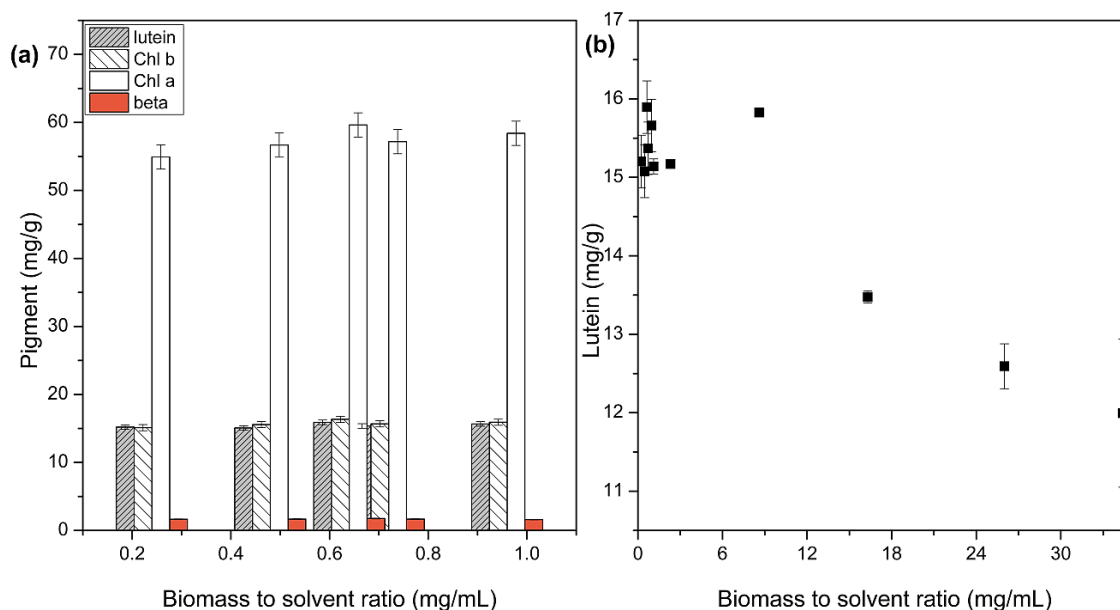 (a)
lutein
Chl b
Chl a
beta
70
60
50
40
30
20
10
0
Pigment (mg/g)
0.2 0.4 0.6 0.8 1.0
Biomass to solvent ratio (mg/mL)
(b)
17
16
15
14
13
12
11
Lutein (mg/g)
0 6 12 18 24 30
Biomass to solvent ratio (mg/mL)